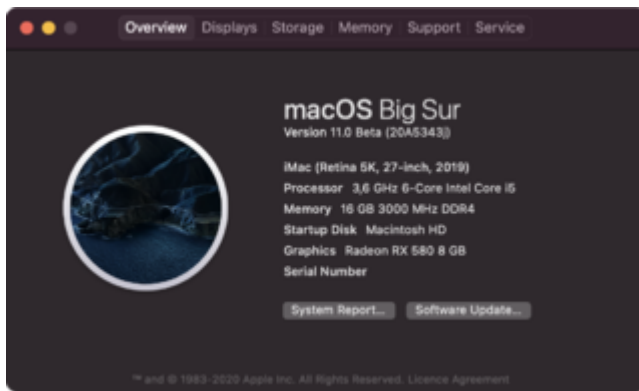 Overview Displays Storage Memory Support Service
macOS Big Sur
Version 11.0 Beta (20A5343j)
iMac (Retina 5K, 27-inch, 2019)
Processor 3,6 GHz 6-Core Intel Core i5
Memory 16 GB 3000 MHz DDR4
Startup Disk Macintosh HD
Graphics Radeon RX 580 8 GB
Serial Number
System Report... Software Update...
™ and © 1983-2020 Apple Inc. All Rights Reserved. Licence Agreement